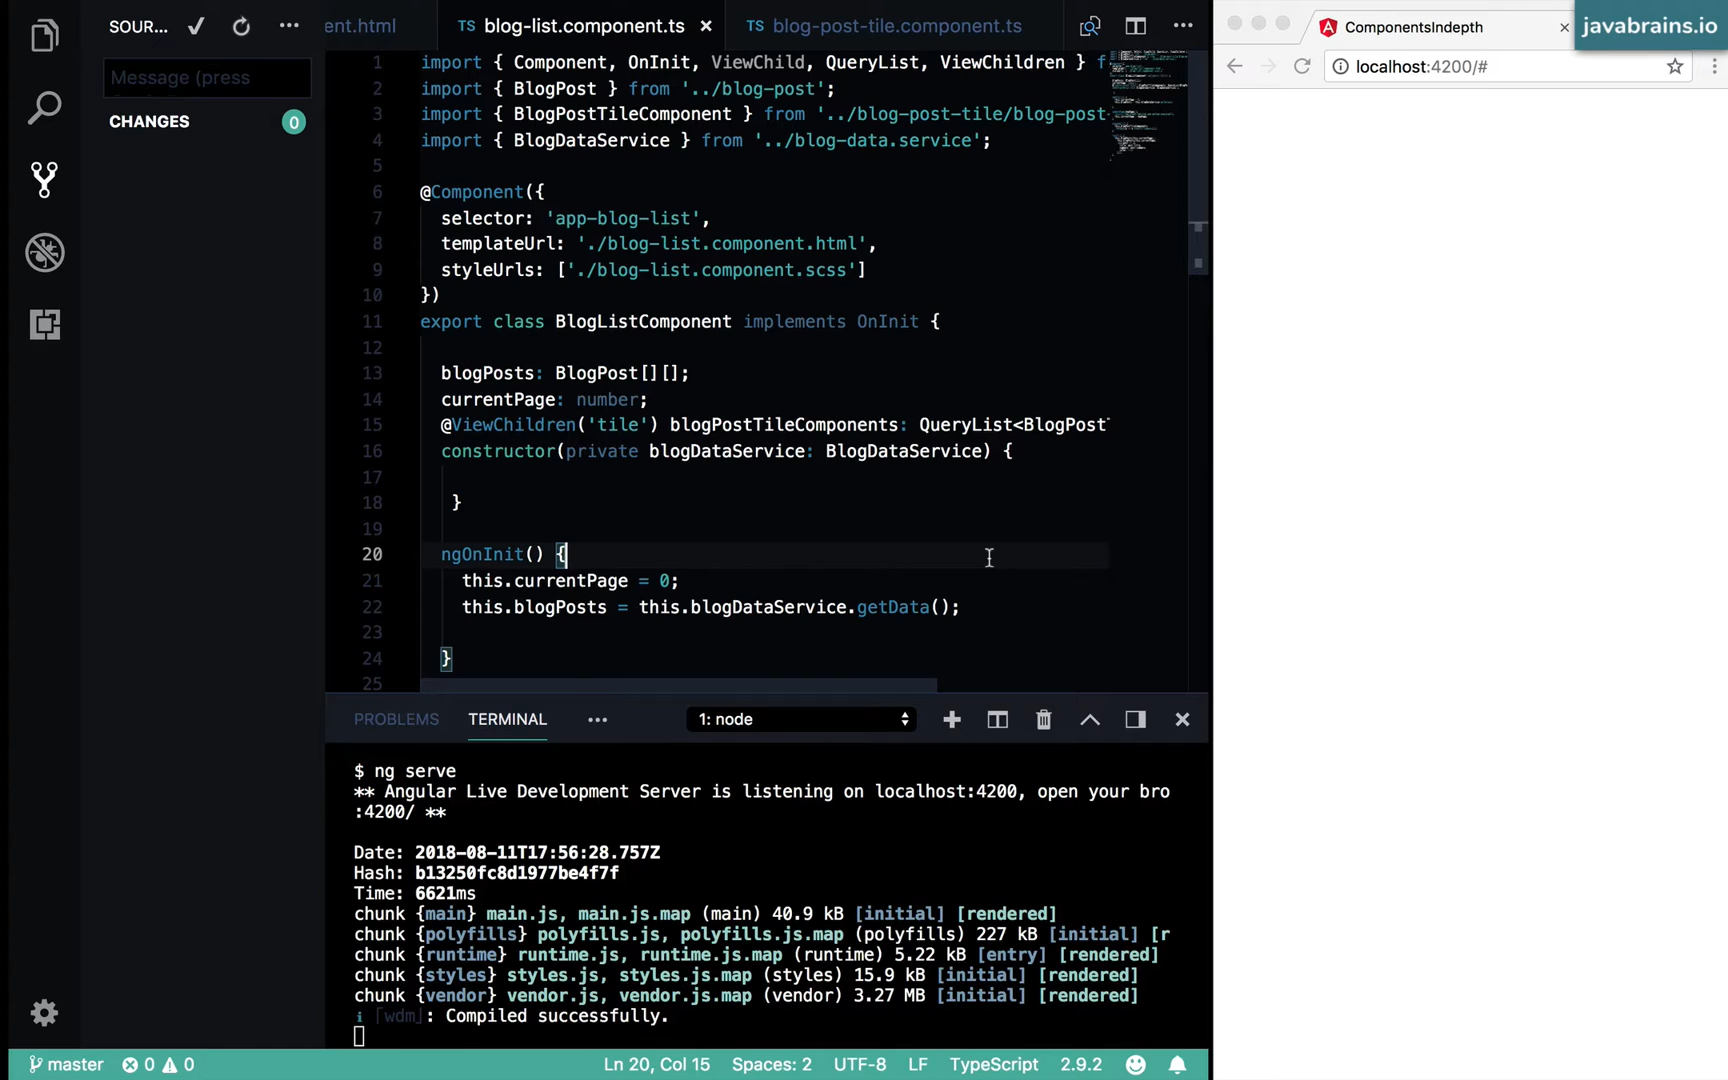 SOUR...
ent.html
TS blog-list.component.ts
TS blog-post-tile.component.ts
ComponentsIndepth
javabrains.io
localhost:4200/#
Message (press
CHANGES
0
1 import { Component, OnInit, ViewChild, QueryList, ViewChildren } f
2 import { BlogPost } from '../blog-post';
3 import { BlogPostTileComponent } from '../blog-post-tile/blog-post-
4 import { BlogDataService } from '../blog-data.service';
5
6 @Component({
7 selector: 'app-blog-list',
8 templateUrl: './blog-list.component.html',
9 styleUrls: ['./blog-list.component.scss']
10 })
11 export class BlogListComponent implements OnInit {
12
13 blogPosts: BlogPost[][];
14 currentPage: number;
15 @ViewChildren('tile') blogPostTileComponents: QueryList<BlogPost
16 constructor(private blogDataService: BlogDataService) {
17
18 }
19
20 ngOnInit() {
21 this.currentPage = 0;
22 this.blogPosts = this.blogDataService.getData();
23
24 }
25
PROBLEMS
TERMINAL
1: node
$ ng serve
** Angular Live Development Server is listening on localhost:4200, open your bro
:4200/ **
Date: 2018-08-11T17:56:28.757Z
Hash: b13250fc8d1977be4f7f
Time: 6621ms
chunk {main} main.js, main.js.map (main) 40.9 kB [initial] [rendered]
chunk {polyfills} polyfills.js, polyfills.js.map (polyfills) 227 kB [initial] [r
chunk {runtime} runtime.js, runtime.js.map (runtime) 5.22 kB [entry] [rendered]
chunk {styles} styles.js, styles.js.map (styles) 15.9 kB [initial] [rendered]
chunk {vendor} vendor.js, vendor.js.map (vendor) 3.27 MB [initial] [rendered]
i ｢wdm｣: Compiled successfully.
master
0
0
Ln 20, Col 15
Spaces: 2
UTF-8
LF
TypeScript
2.9.2